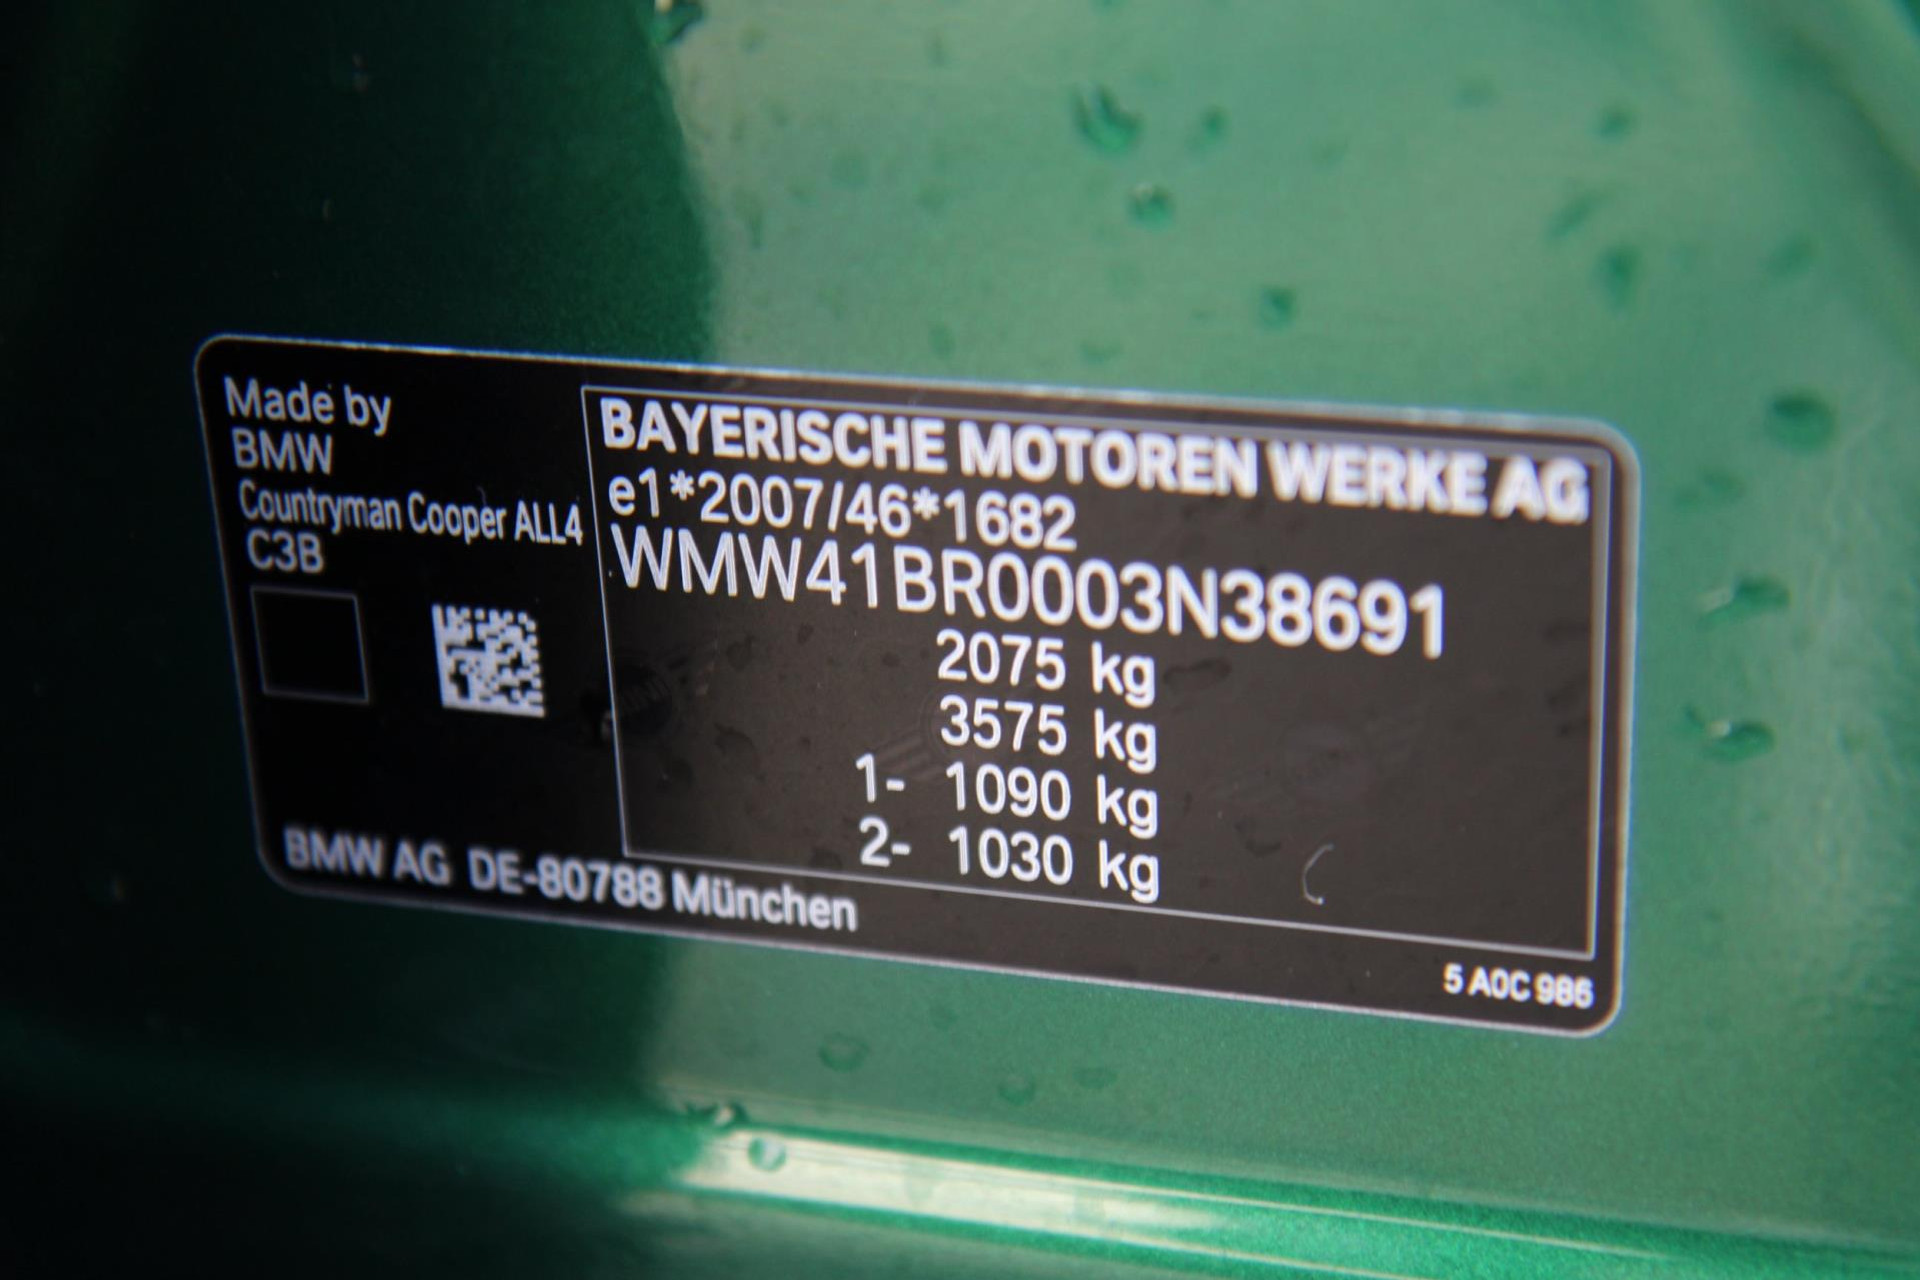 Made by
BMW
Countryman Cooper ALL4
C3B
BAYERISCHE MOTOREN WERKE AG
e1*2007/46*1682
WMW41BR0003N38691
2075 kg
3575 kg
1- 1090 kg
2- 1030 kg
BMW AG DE-80788 München
5 A0C 986